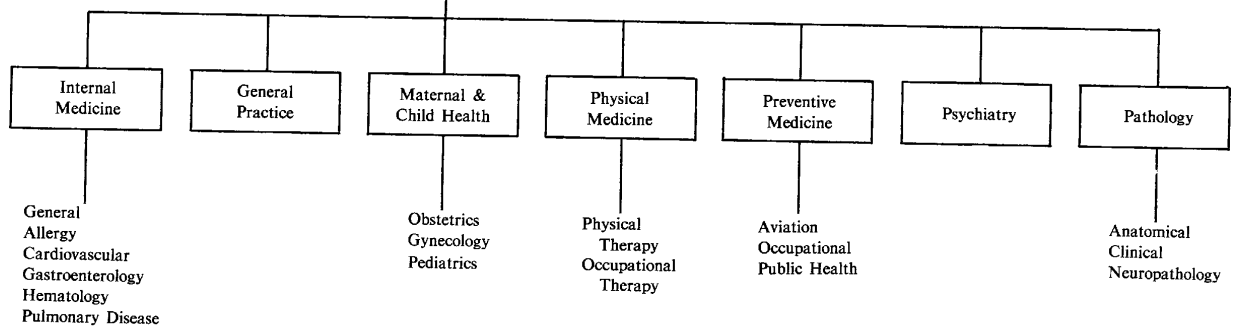 Internal
Medicine
General
Practice
Maternal &
Child Health
Physical
Medicine
Preventive
Medicine
Psychiatry
Pathology
General
Allergy
Cardiovascular
Gastroenterology
Hematology
Pulmonary Disease
Obstetrics
Gynecology
Pediatrics
Physical
Therapy
Occupational
Therapy
Aviation
Occupational
Public Health
Anatomical
Clinical
Neuropathology